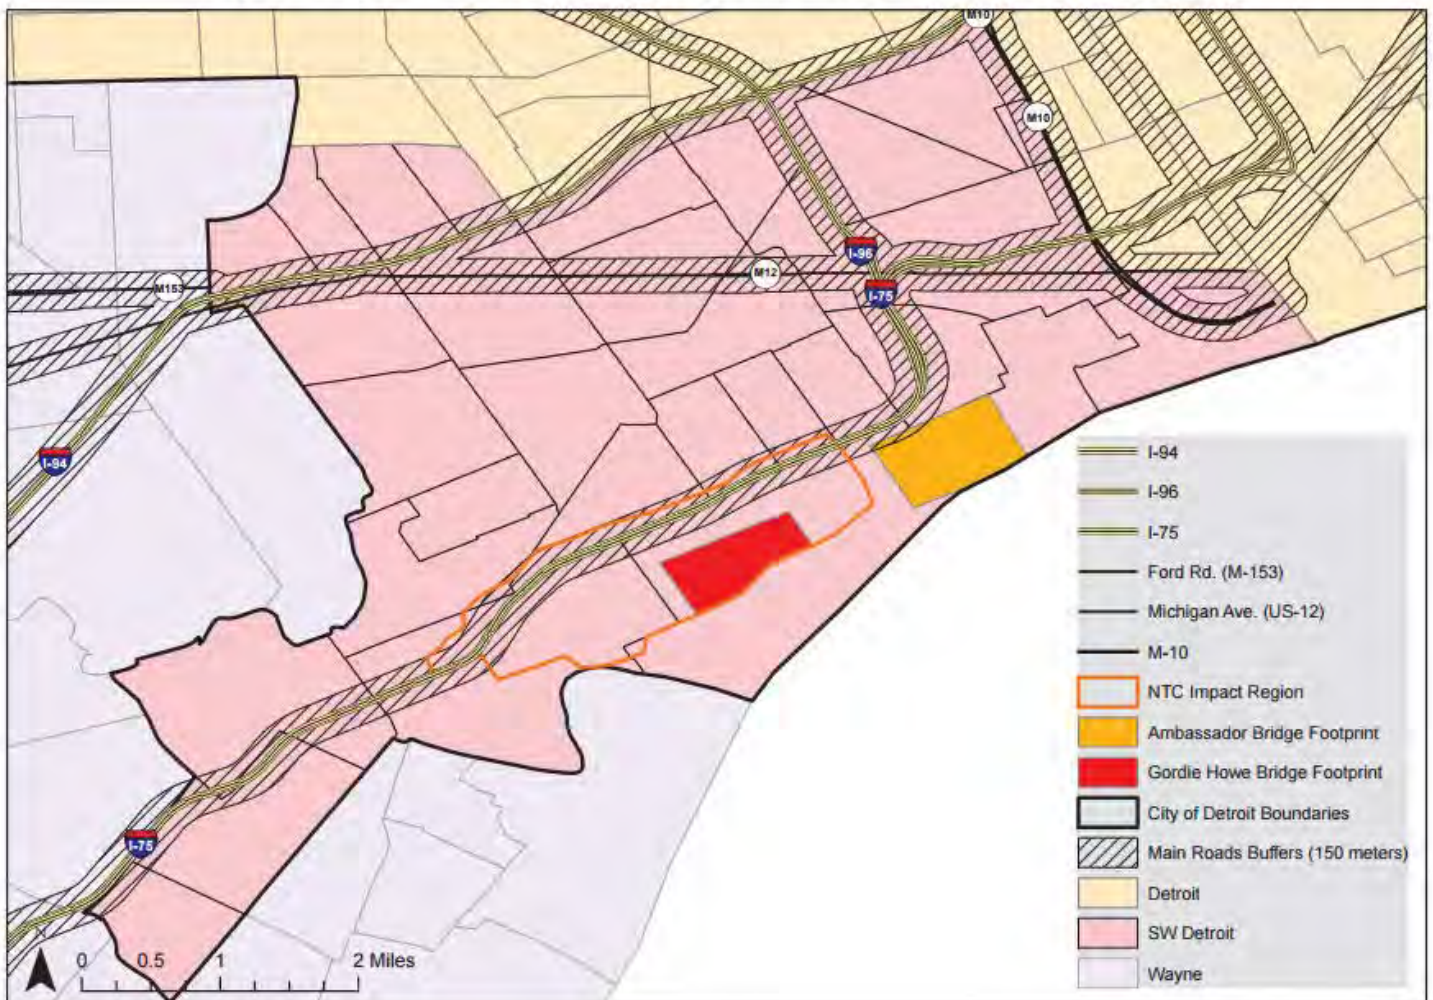 M10
M10
I-96
M12
M153
I-75
I-94
I-94
I-96
I-75
Ford Rd. (M-153)
Michigan Ave. (US-12)
M-10
NTC Impact Region
Ambassador Bridge Footprint
Gordie Howe Bridge Footprint
City of Detroit Boundaries
Main Roads Buffers (150 meters)
Detroit
SW Detroit
Wayne
I-75
0 0.5 1 2 Miles